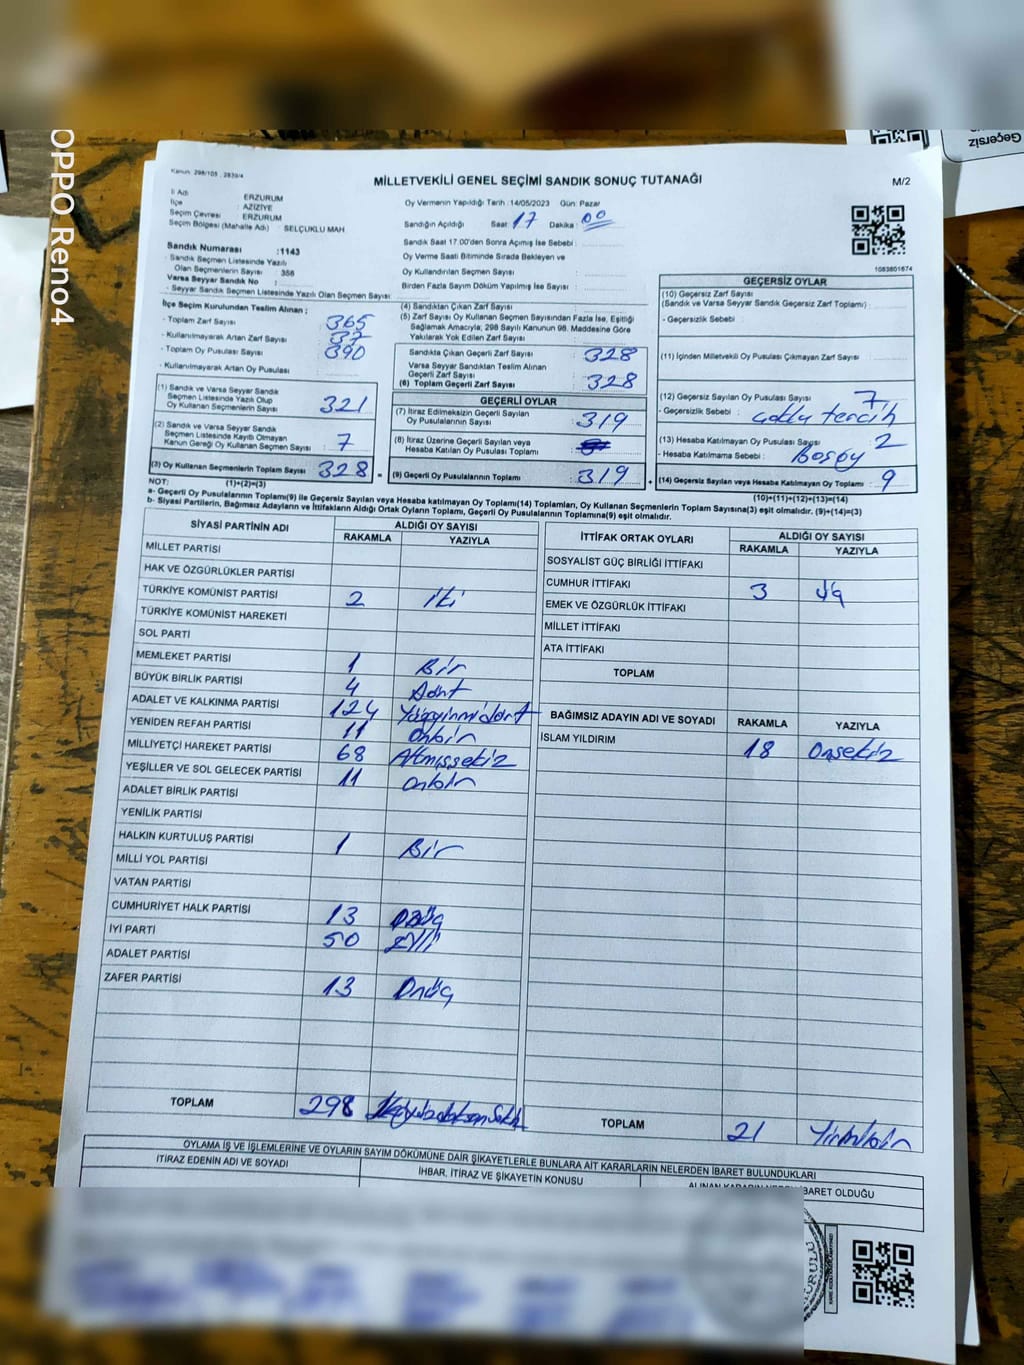 OPPO Reno4
Geçersiz
Kanun: 298/105, 2839/4
MİLLETVEKİLİ GENEL SEÇİMİ SANDIK SONUÇ TUTANAĞI
M/2
İl Adı ERZURUM
İlçe AZİZİYE
Seçim Çevresi ERZURUM
Seçim Bölgesi (Mahalle Adı) SELÇUKLU MAH
Oy Vermenin Yapıldığı Tarih :14/05/2023 Gün: Pazar
Sandığın Açıldığı Saat 17 Dakika : 00
Sandık Saat 17.00'den Sonra Açımış İse Sebebi :
Oy Verme Saati Bitiminde Sırada Bekleyen ve
Oy Kullandırılan Seçmen Sayısı :
Birden Fazla Sayım Döküm Yapılmış İse Sayısı :
1083801674
Sandık Numarası :1143
- Sandık Seçmen Listesinde Yazılı
Olan Seçmenlerin Sayısı : 356
Varsa Seyyar Sandık No :
- Seyyar Sandık Seçmen Listesinde Yazılı Olan Seçmen Sayısı
İlçe Seçim Kurulundan Teslim Alınan ;
- Toplam Zarf Sayısı : 365
- Kullanılmayarak Artan Zarf Sayısı : 37
- Toplam Oy Pusulası Sayısı : 390
- Kullanılmayarak Artan Oy Pusulası :
(1) Sandık ve Varsa Seyyar Sandık
Seçmen Listesinde Yazılı Olup
Oy Kullanan Seçmenlerin Sayısı : 321
(2) Sandık ve Varsa Seyyar Sandık
Seçmen Listesinde Kayıtlı Olmayan
Kanun Gereği Oy Kullanan Seçmen Sayısı : 7
(3) Oy Kullanan Seçmenlerin Toplam Sayısı : 328 =
NOT: (1)+(2)=(3)
(4) Sandıktan Çıkan Zarf Sayısı :
(5) Zarf Sayısı Oy Kullanan Seçmen Sayısından Fazla İse, Eşitliği
Sağlamak Amacıyla, 298 Sayılı Kanunun 98. Maddesine Göre
Yakılarak Yok Edilen Zarf Sayısı :
Sandıkta Çıkan Geçerli Zarf Sayısı : 328
Varsa Seyyar Sandıktan Teslim Alınan
Geçerli Zarf Sayısı :
(6) Toplam Geçerli Zarf Sayısı : 328
GEÇERLİ OYLAR
(7) İtiraz Edilmeksizin Geçerli Sayılan
Oy Pusulalarının Sayısı : 319
(8) İtiraz Üzerine Geçerli Sayılan veya
Hesaba Katılan Oy Pusulası Toplamı :
(9) Geçerli Oy Pusulalarının Toplamı : 319 +
GEÇERSİZ OYLAR
(10) Geçersiz Zarf Sayısı
(Sandık ve Varsa Seyyar Sandık Geçersiz Zarf Toplamı) :
- Geçersizlik Sebebi :
(11) İçinden Milletvekili Oy Pusulası Çıkmayan Zarf Sayısı :
(12) Geçersiz Sayılan Oy Pusulası Sayısı : 7
- Geçersizlik Sebebi : çoklu tercih
(13) Hesaba Katılmayan Oy Pusulası Sayısı : 2
- Hesaba Katılmama Sebebi : Boşoy
(14) Geçersiz Sayılan veya Hesaba Katılmayan Oy Toplamı : 9
(10)+(11)+(12)+(13)=(14)
a- Geçerli Oy Pusulalarının Toplamı(9) ile Geçersiz Sayılan veya Hesaba katılmayan Oy Toplamı(14) Toplamları, Oy Kullanan Seçmenlerin Toplam Sayısına(3) eşit olmalıdır. (9)+(14)=(3)
b- Siyasi Partilerin, Bağımsız Adayların ve İttifakların Aldığı Ortak Oyların Toplamı, Geçerli Oy Pusulalarının Toplamına(9) eşit olmalıdır.
SİYASİ PARTİNİN ADI ALDIĞI OY SAYISI
RAKAMLA YAZIYLA
MİLLET PARTİSİ
HAK VE ÖZGÜRLÜKLER PARTİSİ
TÜRKİYE KOMÜNİST PARTİSİ 2 iki
TÜRKİYE KOMÜNİST HAREKETİ
SOL PARTİ
MEMLEKET PARTİSİ 1 Bir
BÜYÜK BİRLİK PARTİSİ 4 Dört
ADALET VE KALKINMA PARTİSİ 124 Yüzyirmidört
YENİDEN REFAH PARTİSİ 11 Onbir
MİLLİYETÇİ HAREKET PARTİSİ 68 Altmışsekiz
YEŞİLLER VE SOL GELECEK PARTİSİ 11 onbir
ADALET BİRLİK PARTİSİ
YENİLİK PARTİSİ
HALKIN KURTULUŞ PARTİSİ 1 Bir
MİLLİ YOL PARTİSİ
VATAN PARTİSİ
CUMHURİYET HALK PARTİSİ 13 Onüç
İYİ PARTİ 50 Elli
ADALET PARTİSİ
ZAFER PARTİSİ 13 Onüç
TOPLAM 298
İTTİFAK ORTAK OYLARI ALDIĞI OY SAYISI
RAKAMLA YAZIYLA
SOSYALİST GÜÇ BİRLİĞİ İTTİFAKI
CUMHUR İTTİFAKI 3 Üç
EMEK VE ÖZGÜRLÜK İTTİFAKI
MİLLET İTTİFAKI
ATA İTTİFAKI
TOPLAM
BAĞIMSIZ ADAYIN ADI VE SOYADI RAKAMLA YAZIYLA
İSLAM YILDIRIM 18 Onsekiz
TOPLAM 21 Yirmibir
OYLAMA İŞ VE İŞLEMLERİNE VE OYLARIN SAYIM DÖKÜMÜNE DAİR ŞİKAYETLERLE BUNLARA AİT KARARLARIN NELERDEN İBARET BULUNDUKLARI
İTİRAZ EDENİN ADI VE SOYADI
İHBAR, İTİRAZ VE ŞİKAYETİN KONUSU
ALINAN KARARIN NEDEN İBARET OLDUĞU